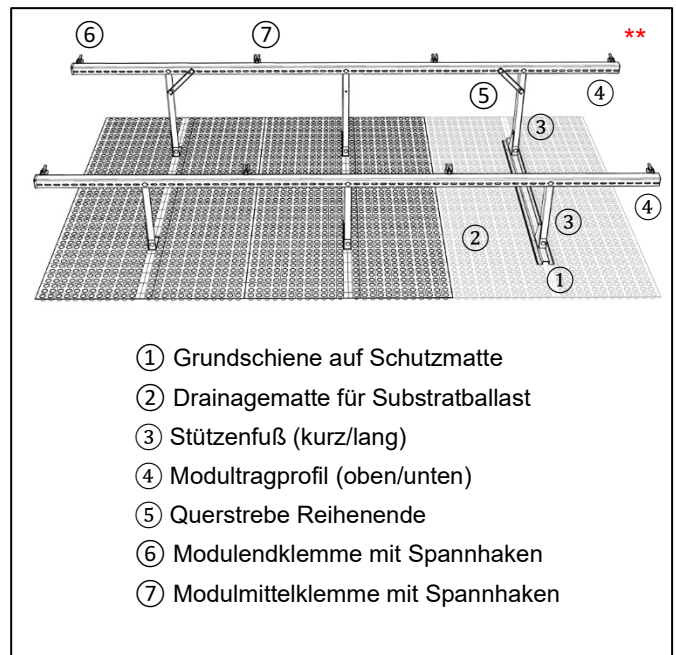 ⑥ ⑦ **
⑤ ④
③
④
② ③
①
① Grundschiene auf Schutzmatte
② Drainagematte für Substratballast
③ Stützenfuß (kurz/lang)
④ Modultragprofil (oben/unten)
⑤ Querstrebe Reihenende
⑥ Modulendklemme mit Spannhaken
⑦ Modulmittelklemme mit Spannhaken